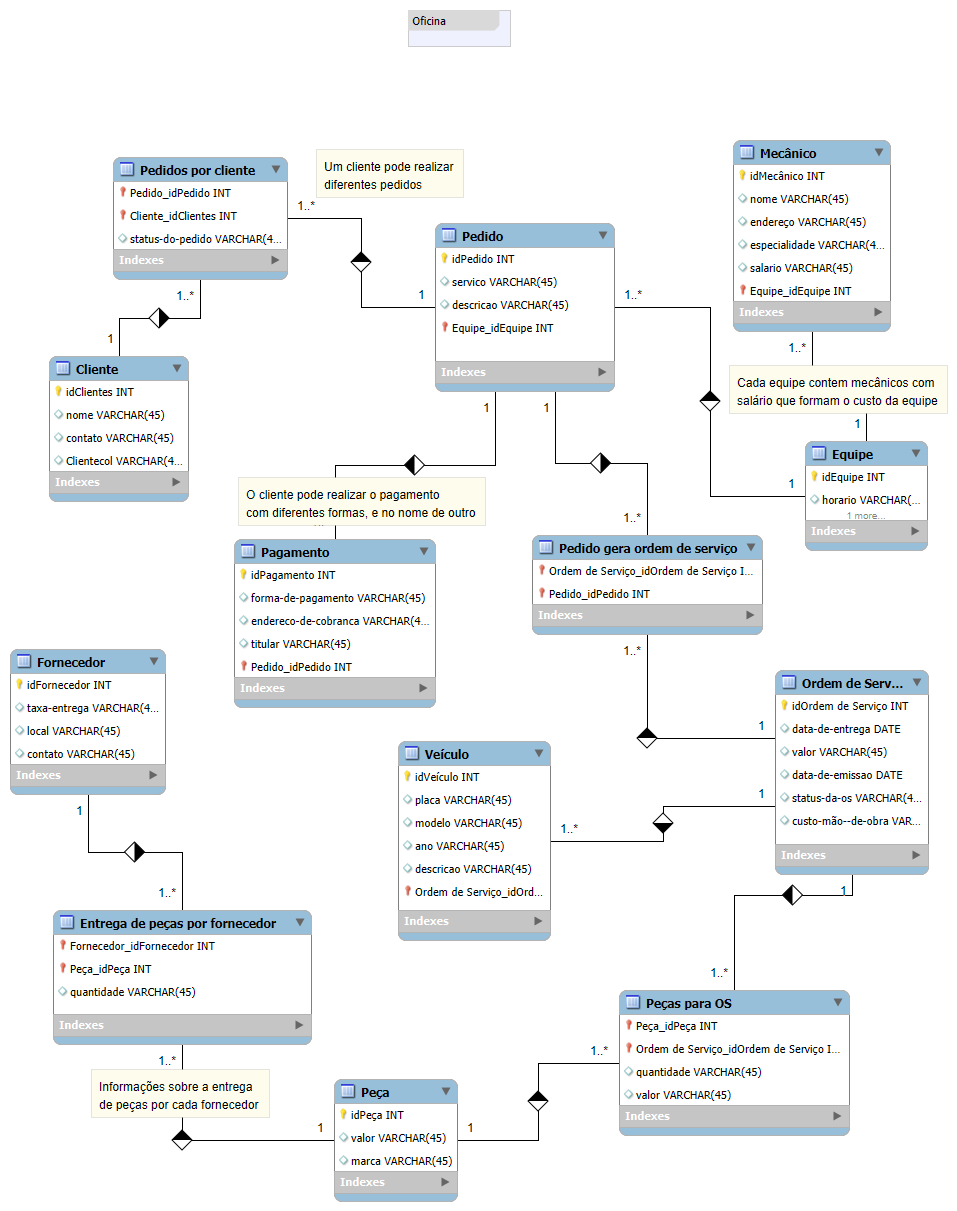 Oficina
Pedidos por cliente
Pedido_idPedido INT
Cliente_idClientes INT
status-do-pedido VARCHAR(4...
Indexes
Um cliente pode realizar
diferentes pedidos
1..*
1
Pedido
idPedido INT
servico VARCHAR(45)
descricao VARCHAR(45)
Equipe_idEquipe INT
Indexes
Mecânico
idMecânico INT
nome VARCHAR(45)
endereço VARCHAR(45)
especialidade VARCHAR(4...
salario VARCHAR(45)
Equipe_idEquipe INT
Indexes
1..*
1..*
1
1..*
Cliente
idClientes INT
nome VARCHAR(45)
contato VARCHAR(45)
Clientecol VARCHAR(4...
Indexes
Cada equipe contem mecânicos com
salário que formam o custo da equipe
1
1
Equipe
idEquipe INT
horario VARCHAR(...
1 more...
Indexes
1
1
O cliente pode realizar o pagamento
com diferentes formas, e no nome de outro
1..*
Pagamento
idPagamento INT
forma-de-pagamento VARCHAR(45)
endereco-de-cobranca VARCHAR(4...
titular VARCHAR(45)
Pedido_idPedido INT
Indexes
Pedido gera ordem de serviço
Ordem de Serviço_idOrdem de Serviço I...
Pedido_idPedido INT
Indexes
1..*
1
Fornecedor
idFornecedor INT
taxa-entrega VARCHAR(4...
local VARCHAR(45)
contato VARCHAR(45)
Indexes
1
1..*
Ordem de Serv...
idOrdem de Serviço INT
data-de-entrega DATE
valor VARCHAR(45)
data-de-emissao DATE
status-da-os VARCHAR(4...
custo-mão--de-obra VAR...
Indexes
Veículo
idVeículo INT
placa VARCHAR(45)
modelo VARCHAR(45)
ano VARCHAR(45)
descricao VARCHAR(45)
Ordem de Serviço_idOrd...
Indexes
1..*
1
1
1..*
Entrega de peças por fornecedor
Fornecedor_idFornecedor INT
Peça_idPeça INT
quantidade VARCHAR(45)
Indexes
1..*
Informações sobre a entrega
de peças por cada fornecedor
1
Peça
idPeça INT
valor VARCHAR(45)
marca VARCHAR(45)
Indexes
1
1..*
Peças para OS
Peça_idPeça INT
Ordem de Serviço_idOrdem de Serviço I...
quantidade VARCHAR(45)
valor VARCHAR(45)
Indexes